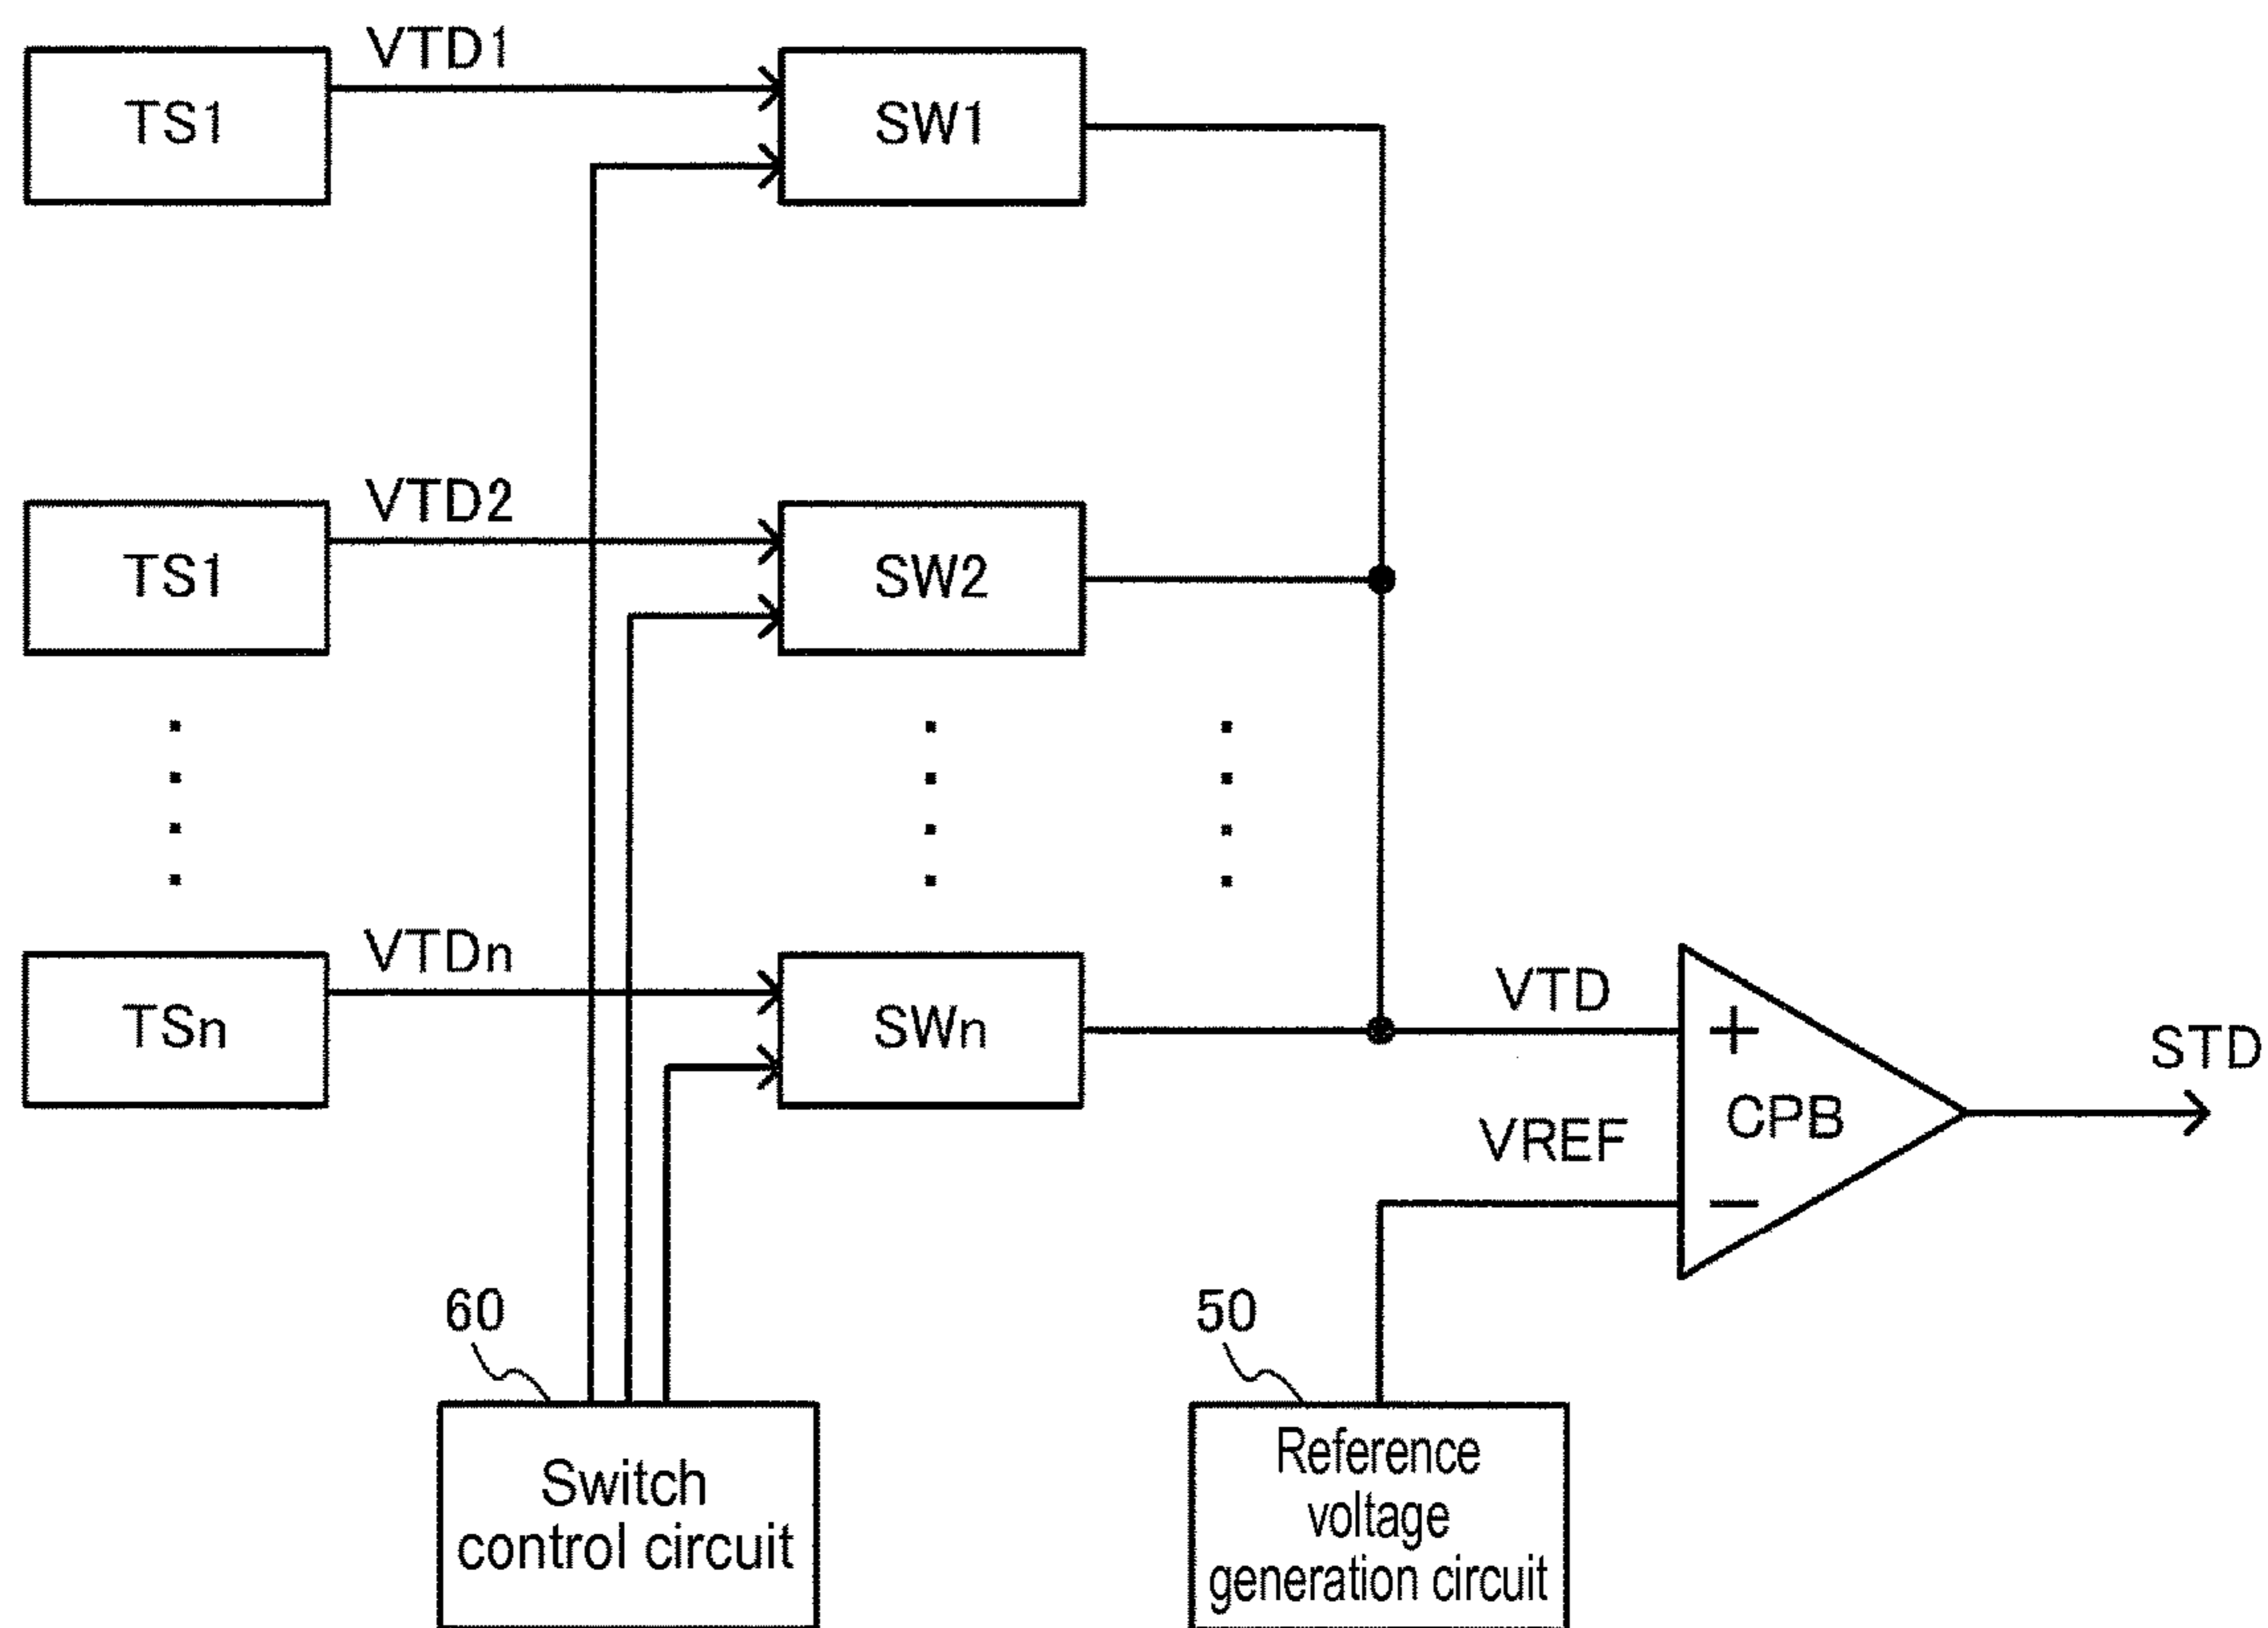 VTD1
TS1
SW1
VTD2
TS1
SW2
VTDn
TSn
SWn
VTD
+
CPB
STD
VREF
−
60
50
Switch
control circuit
Reference
voltage
generation circuit